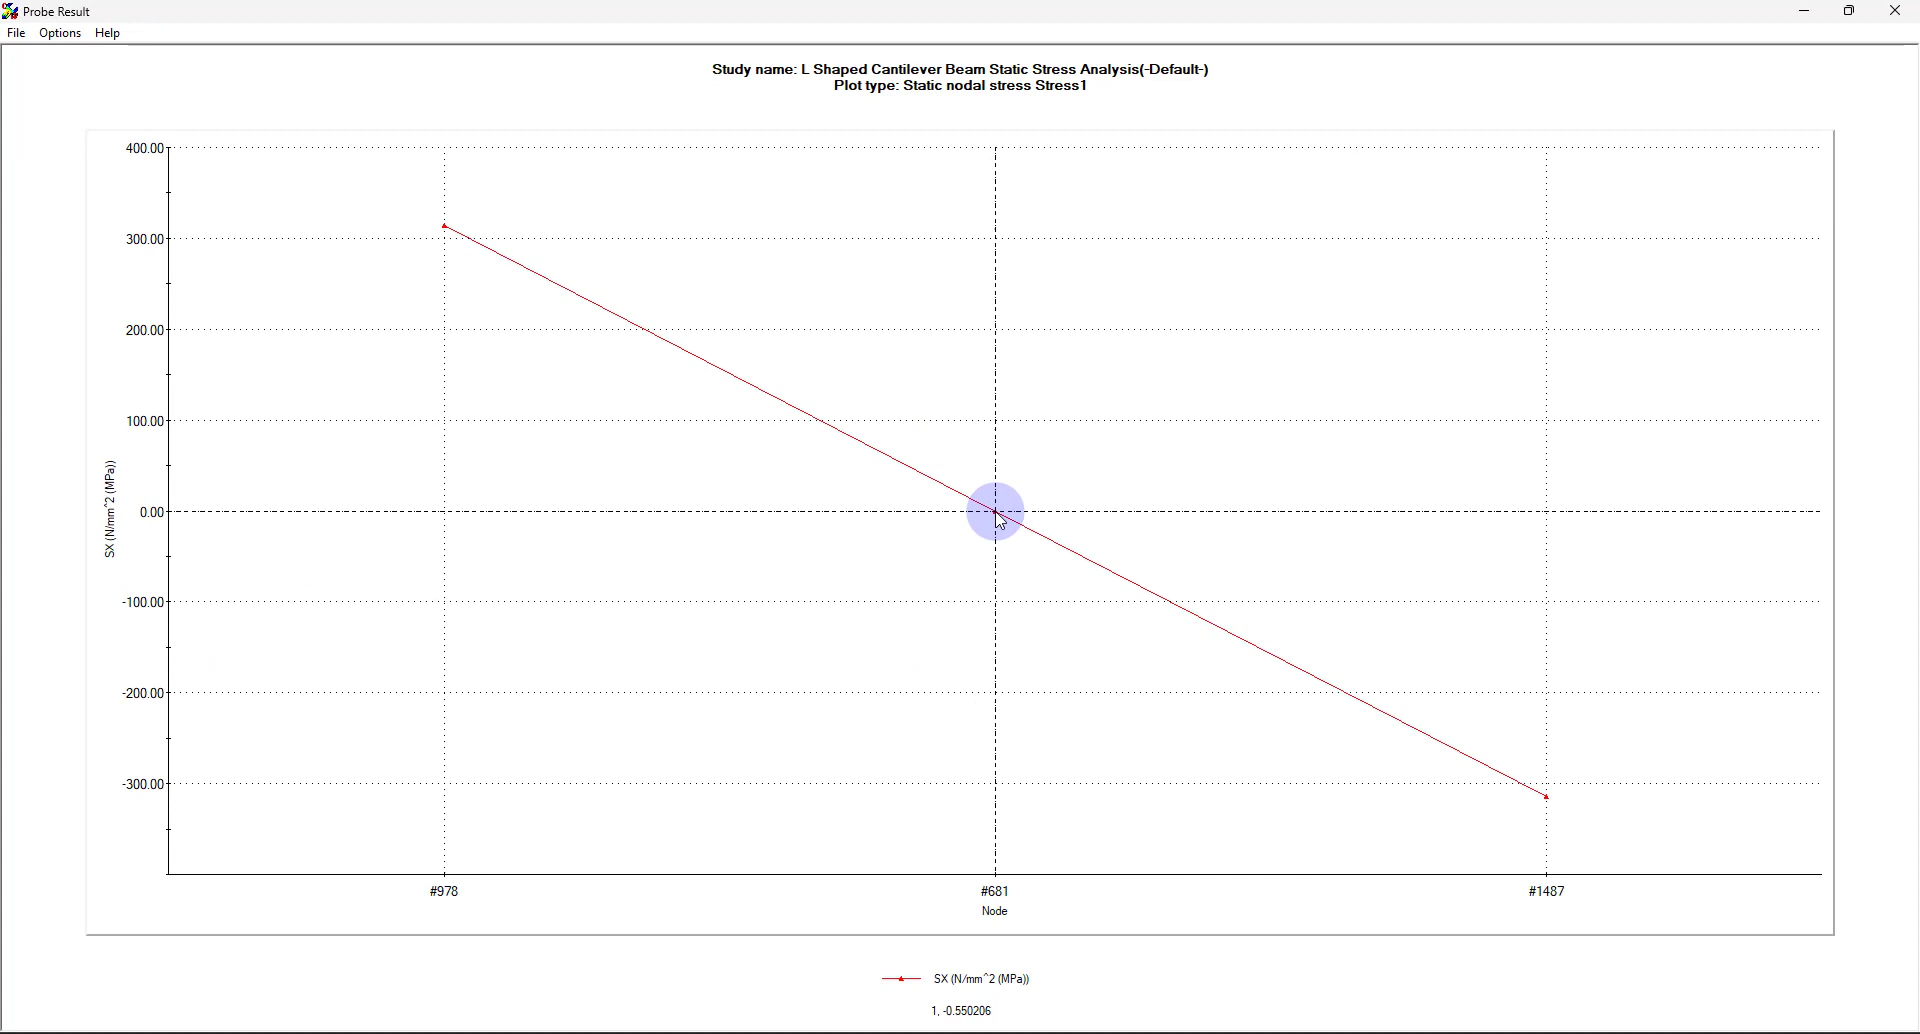 Probe Result
File Options Help
Study name: L Shaped Cantilever Beam Static Stress Analysis(-Default-)
Plot type: Static nodal stress Stress1
400.00
300.00
200.00
100.00
0.00
-100.00
-200.00
-300.00
SX (N/mm^2 (MPa))
#978 #681 #1487
Node
SX (N/mm^2 (MPa))
1, -0.550206